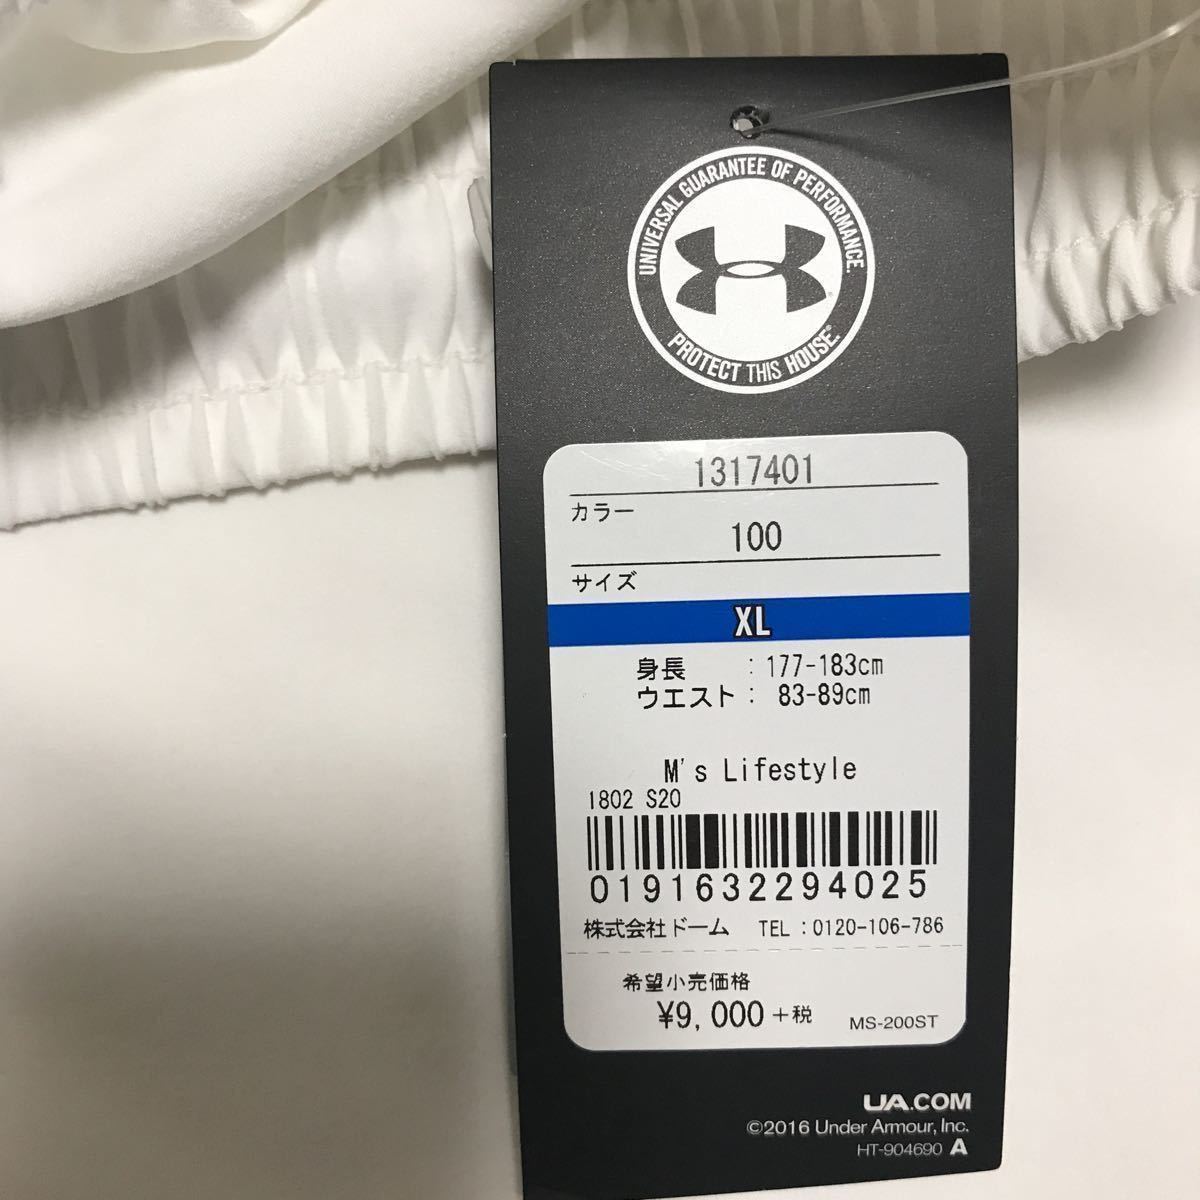 UNIVERSAL GUARANTEE OF PERFORMANCE.
PROTECT THIS HOUSE.®
1317401
カラー
100
サイズ
XL
身長 : 177-183cm
ウエスト : 83-89cm
M's Lifestyle
1802 S20
0191632294025
株式会社ドーム TEL : 0120-106-786
希望小売価格
¥9,000 +税
MS-200ST
UA.COM
©2016 Under Armour, Inc.
HT-904690 A